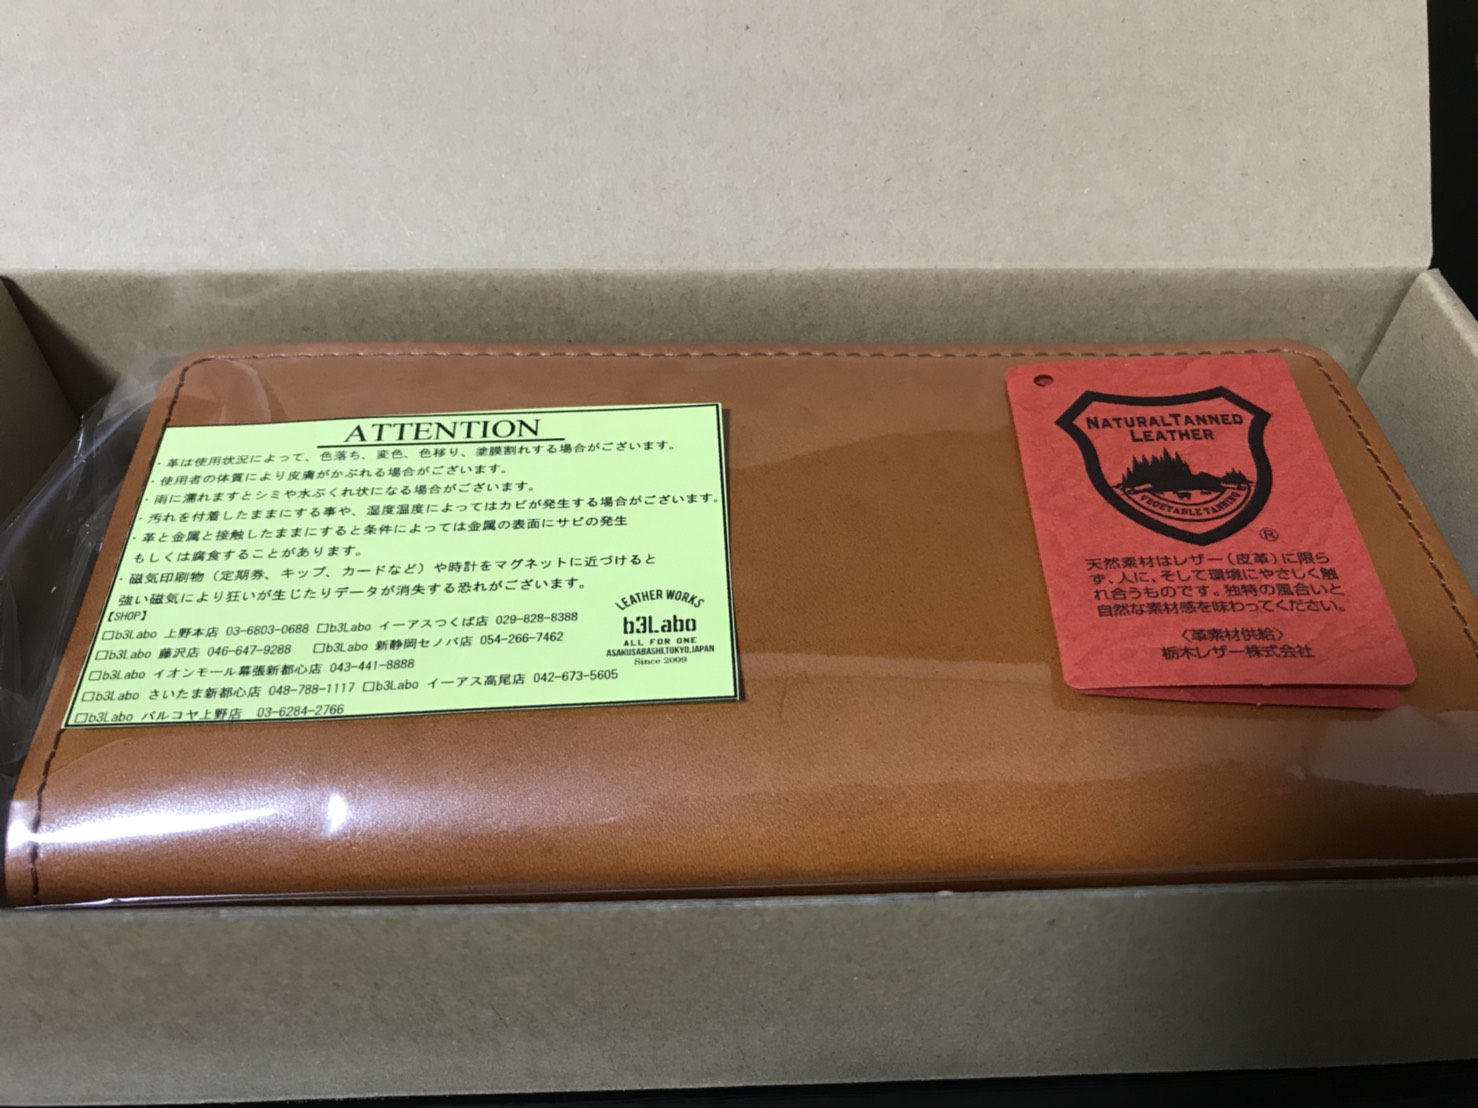 ATTENTION
・革は使用状況によって、色落ち、変色、色移り、塗膜割れする場合がございます。
・使用者の体質により皮膚がかぶれる場合がございます。
・雨に濡れますとシミや水ぶくれ状になる場合がございます。
・汚れを付着したままにする事や、湿度温度によってはカビが発生する場合がございます。
・革と金属と接触したままにすると条件によっては金属の表面にサビの発生
もしくは腐食することがあります。
・磁気印刷物（定期券、キップ、カードなど）や時計をマグネットに近づけると
強い磁気により狂いが生じたりデータが消失する恐れがございます。
【SHOP】
□b3Labo 上野本店 03-6803-0688 □b3Labo イーアスつくば店 029-828-8388
□b3Labo 藤沢店 046-647-9288 □b3Labo 新静岡セノバ店 054-266-7462
□b3Labo イオンモール幕張新都心店 043-441-8888
□b3Labo さいたま新都心店 048-788-1117 □b3Labo イーアス高尾店 042-673-5605
□b3Labo パルコヤ上野店 03-6284-2766
LEATHER WORKS
b3Labo
ALL FOR ONE
ASAKUSABASHI,TOKYO,JAPAN
Since 2009
NATURALTANNED
LEATHER
VEGETABLETANNING
®
天然素材はレザー（皮革）に限ら
ず、人に、そして環境にやさしく触
れ合うものです。独特の風合いと
自然な素材感を味わってください。
〈革素材供給〉
栃木レザー株式会社